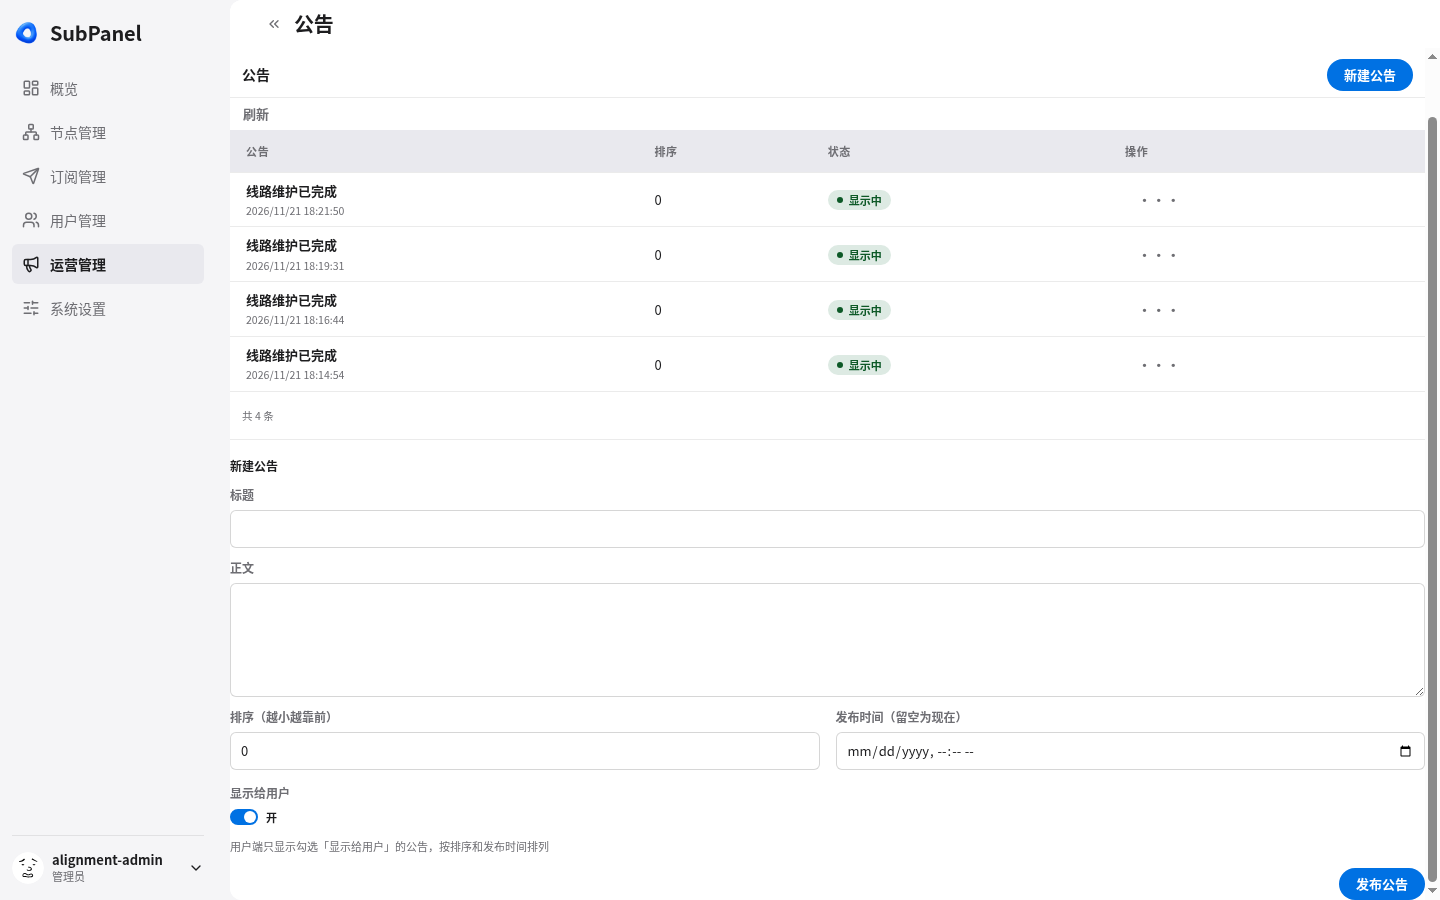 SubPanel
概览
节点管理
订阅管理
用户管理
运营管理
系统设置
alignment-admin
管理员
公告
公告
新建公告
刷新
公告 排序 状态 操作
线路维护已完成
2026/11/21 18:21:50
0 显示中
线路维护已完成
2026/11/21 18:19:31
0 显示中
线路维护已完成
2026/11/21 18:16:44
0 显示中
线路维护已完成
2026/11/21 18:14:54
0 显示中
共 4 条
新建公告
标题
正文
排序（越小越靠前） 发布时间（留空为现在）
0 mm/dd/yyyy, --:-- --
显示给用户
开
用户端只显示勾选「显示给用户」的公告，按排序和发布时间排列
发布公告